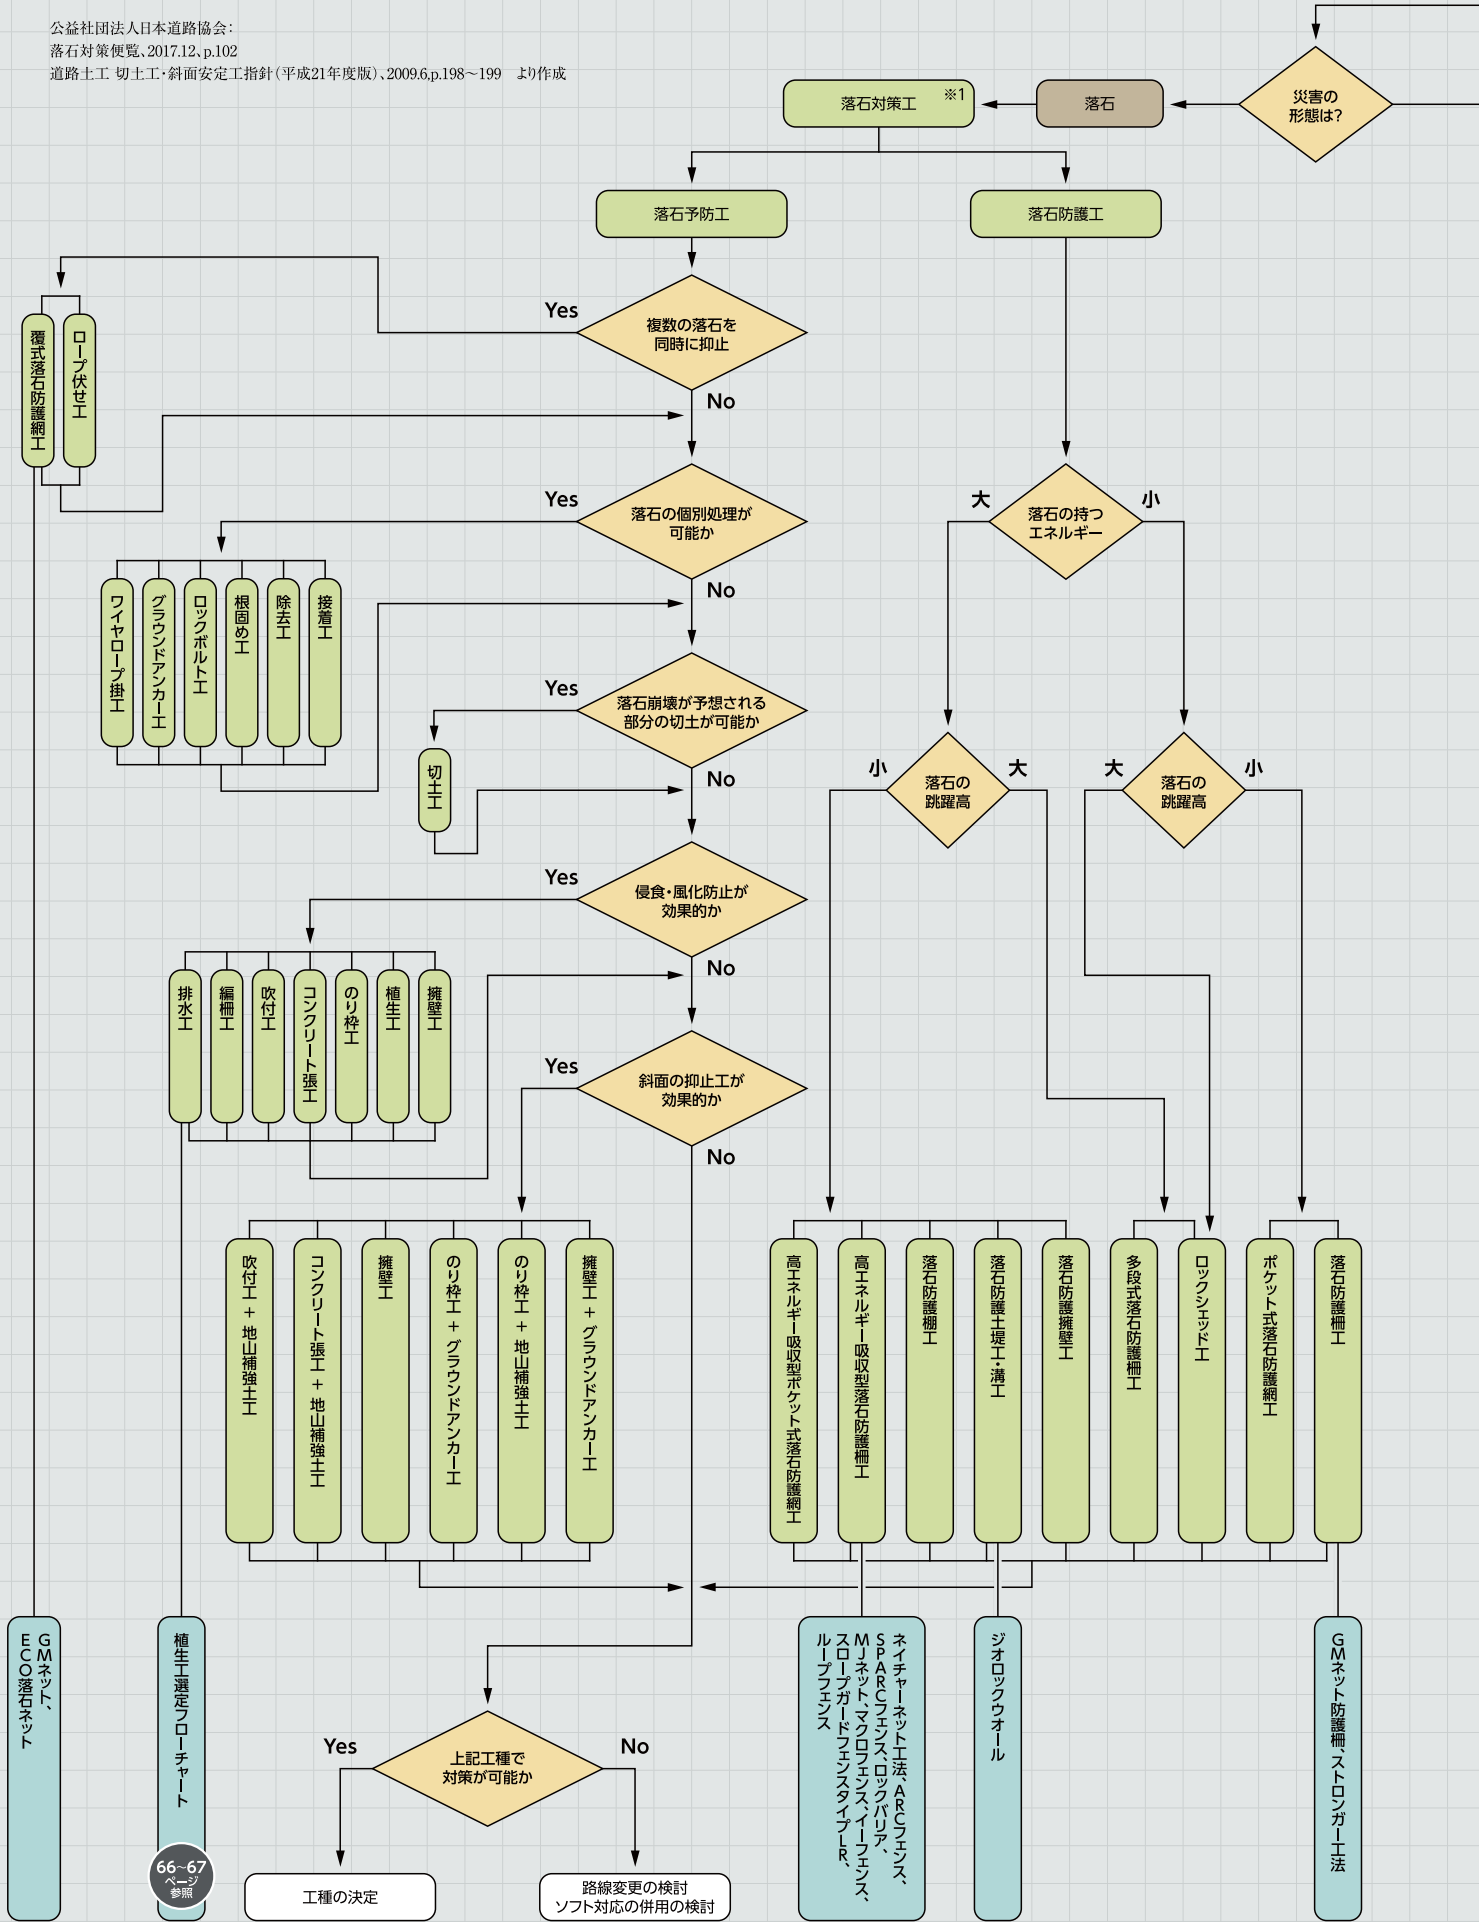 公益社団法人日本道路協会:
落石対策便覧、2017.12、p.102
道路土工 切土工・斜面安定工指針(平成21年度版)、2009.6,p.198～199 より作成
災害の
形態は?
落石
落石対策工 ※1
落石予防工
落石防護工
複数の落石を
同時に抑止
Yes
No
ロープ伏せ工
覆式落石防護網工
落石の個別処理が
可能か
Yes
No
接着工
除去工
根固め工
ロックボルト工
グラウンドアンカー工
ワイヤロープ掛工
落石崩壊が予想される
部分の切土が可能か
Yes
No
切土工
侵食・風化防止が
効果的か
Yes
No
擁壁工
植生工
のり枠工
コンクリート張工
吹付工
編柵工
排水工
斜面の抑止工が
効果的か
Yes
No
擁壁工 + グラウンドアンカー工
のり枠工 + 地山補強土工
のり枠工 + グラウンドアンカー工
擁壁工
コンクリート張工 + 地山補強土工
吹付工 + 地山補強土工
落石の持つ
エネルギー
大
小
落石の
跳躍高
小
大
落石の
跳躍高
大
小
落石防護柵工
ポケット式落石防護網工
ロックシェッド工
多段式落石防護柵工
落石防護擁壁工
落石防護土堤工・溝工
落石防護棚工
高エネルギー吸収型落石防護柵工
高エネルギー吸収型ポケット式落石防護網工
GMネット防護柵、ストロンガー工法
ジオロックウオール
ネイチャーネット工法、ARCフェンス、
SPARCフェンス、ロックバリア、
MJネット、マクロフェンス、イーフェンス、
スロープガードフェンスタイプLR、
ループフェンス
植生工選定フローチャート
66～67
ページ
参照
GMネット、
ECO落石ネット
上記工種で
対策が可能か
Yes
No
工種の決定
路線変更の検討
ソフト対応の併用の検討